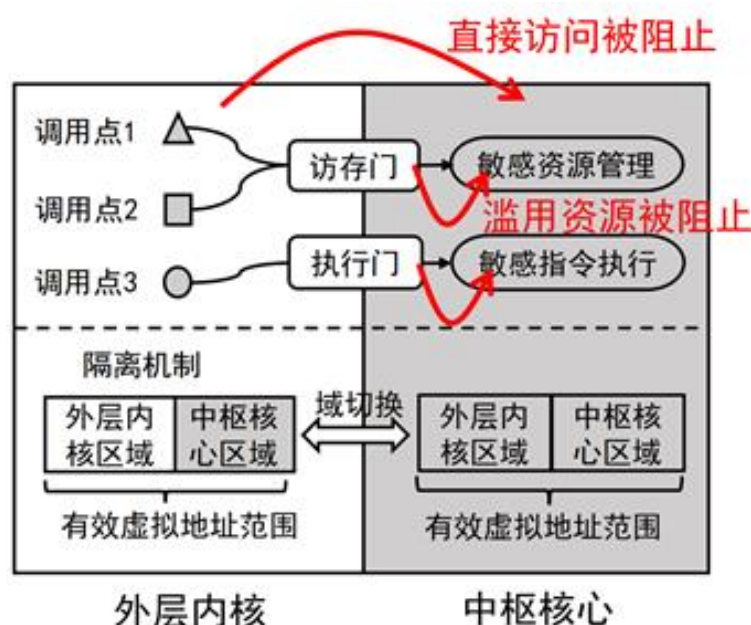 直接访问被阻止
调用点1
访存门
敏感资源管理
调用点2
滥用资源被阻止
调用点3
执行门
敏感指令执行
隔离机制
外层内
核区域
中枢核
心区域
域切换
外层内
核区域
中枢核
心区域
有效虚拟地址范围
有效虚拟地址范围
外层内核
中枢核心